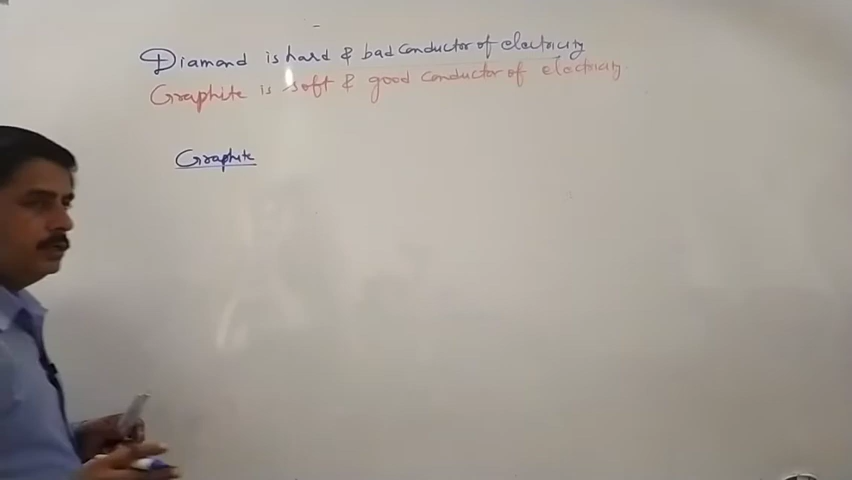 Diamond is hard & bad conductor of electricity
Graphite is soft & good conductor of electricity.
Graphite